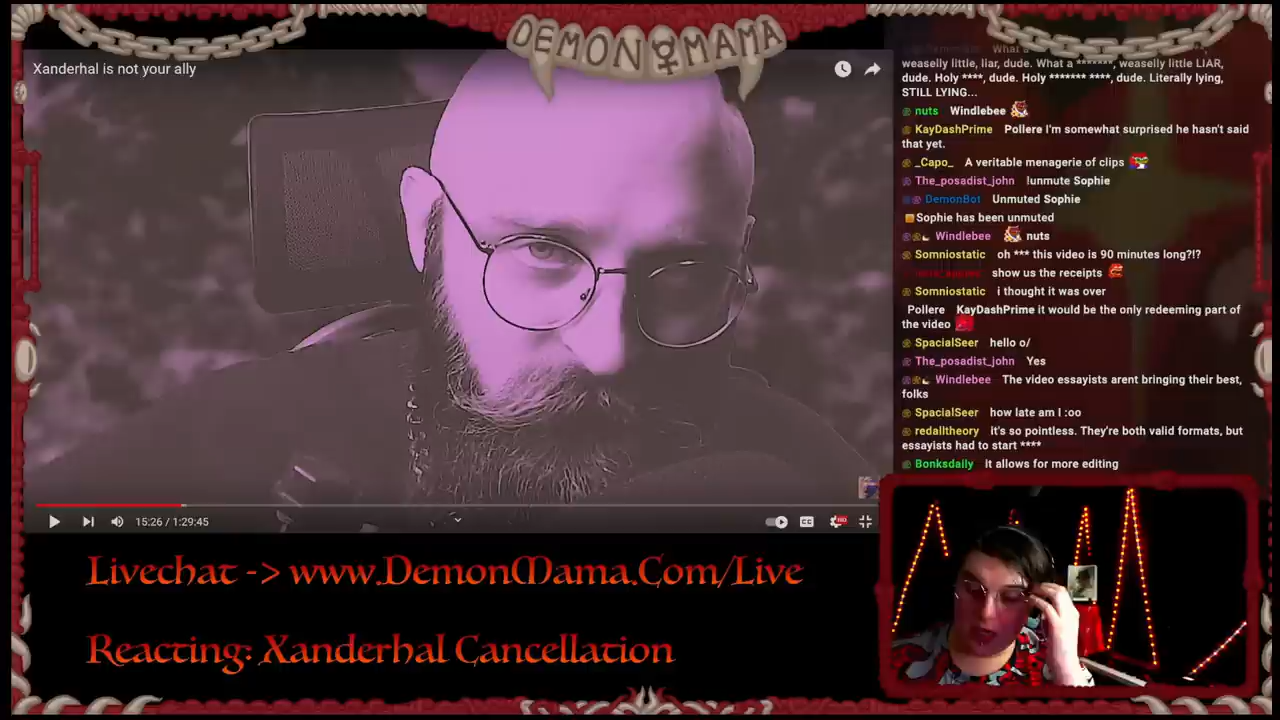 DEMON MAMA
Xanderhal is not your ally
weaselly little, liar, dude. What a *******, weaselly little LIAR,
dude. Holy ****, dude. Holy ******* ****, dude. Literally lying,
STILL LYING...
nuts Windlebee
KayDashPrime Pollere I'm somewhat surprised he hasn't said
that yet.
_Capo_ A veritable menagerie of clips
The_posadist_john !unmute Sophie
DemonBot Unmuted Sophie
Sophie has been unmuted
Windlebee nuts
Somniostatic oh *** this video is 90 minutes long?!?
show us the receipts
Somniostatic i thought it was over
Pollere KayDashPrime it would be the only redeeming part of
the video
SpacialSeer hello o/
The_posadist_john Yes
Windlebee The video essayists arent bringing their best,
folks
SpacialSeer how late am I :oo
redalltheory it's so pointless. They're both valid formats, but
essayists had to start ****
Bonksdaily It allows for more editing
15:26 / 1:29:45
CC
HD
Livechat -> www.DemonMama.Com/Live
Reacting: Xanderhal Cancellation